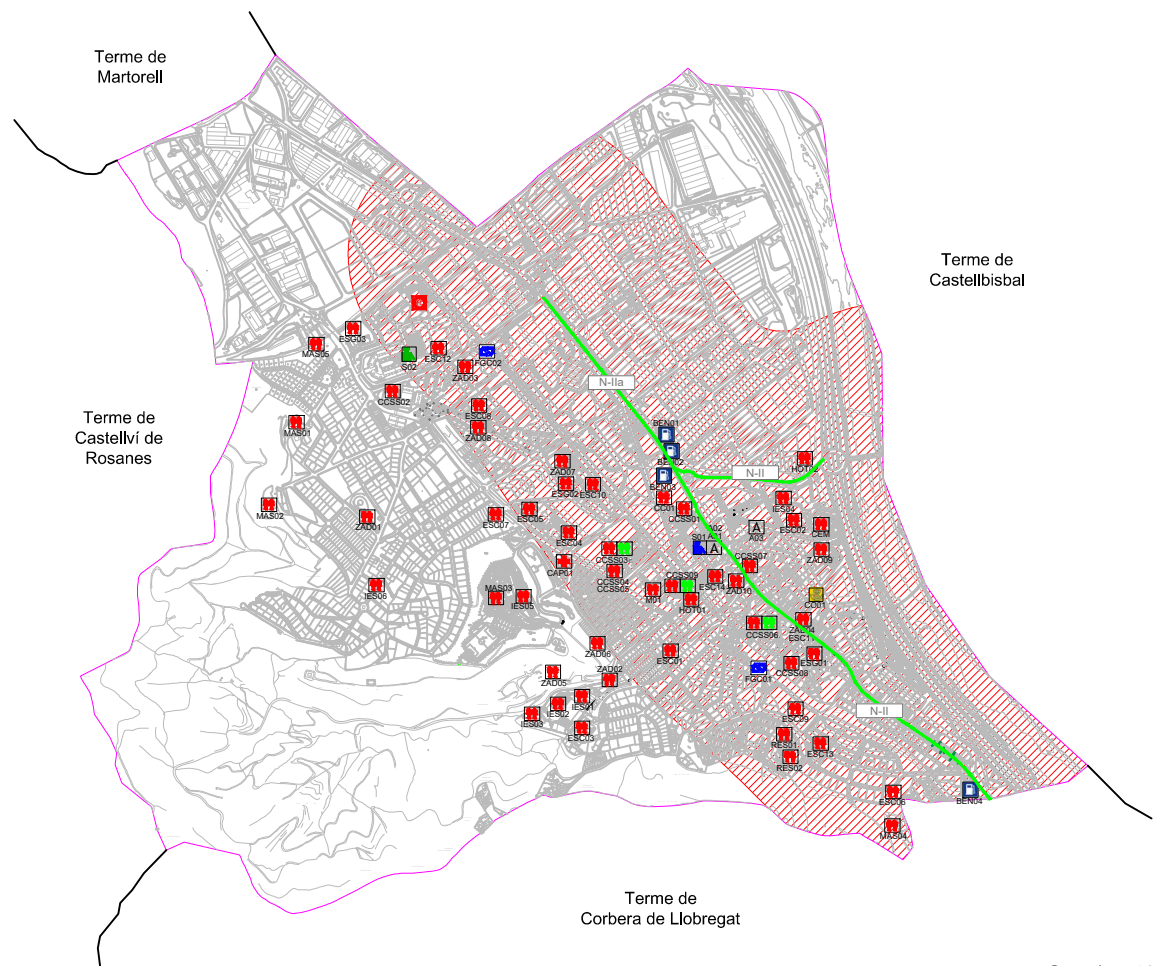 Terme de
Martorell
Terme de
Castellbisbal
Terme de
Castellví de
Rosanes
Terme de
Corbera de Llobregat
ESG03
MAS05
S02
ESC12
FGC02
ZAD03
N-IIa
CCSS02
ESC08
MAS01
ZAD08
BEN01
BEN02
ZAD07
HOT02
N-II
BEN03
ESG02
ESC10
CC01
IES04
MAS02
ZAD01
ESC07
ESC05
CCSS01
ESC02
CEM
A
A02
A03
ESC04
S01
A
CCSS03
ZAD09
CAP01
CCSS07
CCSS04
CCSS05
CCSS09
ESC14
ZAD10
IES06
MAS03
IES05
M01
HOT01
CO01
CCSS06
ZAD04
ESC11
ZAD06
ESC01
ESG01
CCSS08
FGC01
ZAD05
ZAD02
IES01
IES02
IES03
ESC03
ESC09
N-II
RES01
ESC13
RES02
ESC06
BEN04
MAS04